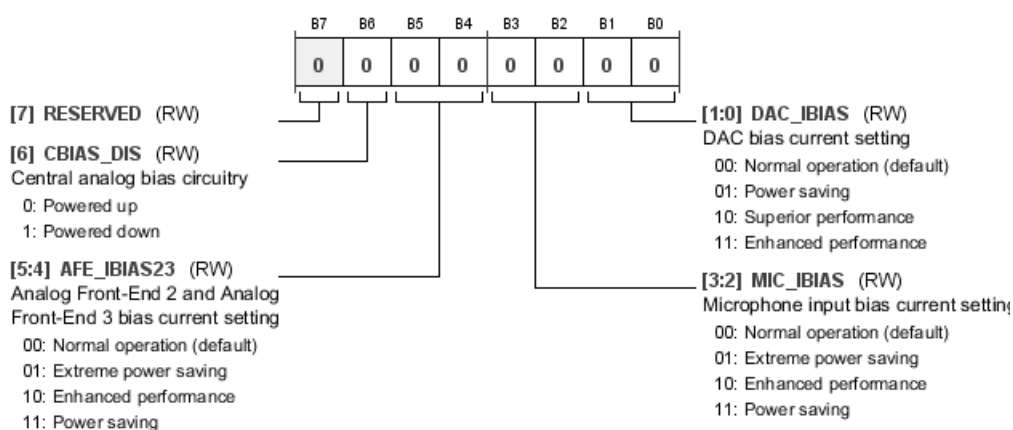 B7 B6 B5 B4 B3 B2 B1 B0
0 0 0 0 0 0 0 0
[7] RESERVED (RW)
[6] CBIAS_DIS (RW)
Central analog bias circuitry
0: Powered up
1: Powered down
[5:4] AFE_IBIAS23 (RW)
Analog Front-End 2 and Analog
Front-End 3 bias current setting
00: Normal operation (default)
01: Extreme power saving
10: Enhanced performance
11: Power saving
[1:0] DAC_IBIAS (RW)
DAC bias current setting
00: Normal operation (default)
01: Power saving
10: Superior performance
11: Enhanced performance
[3:2] MIC_IBIAS (RW)
Microphone input bias current setting
00: Normal operation (default)
01: Extreme power saving
10: Enhanced performance
11: Power saving